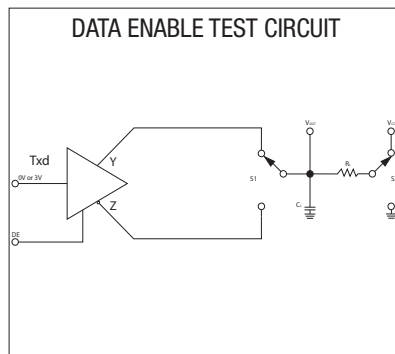 DATA ENABLE TEST CIRCUIT
Txd
0V or 3V
Y
Z
DE
S1
VOUT
CL
RL
VCC
S